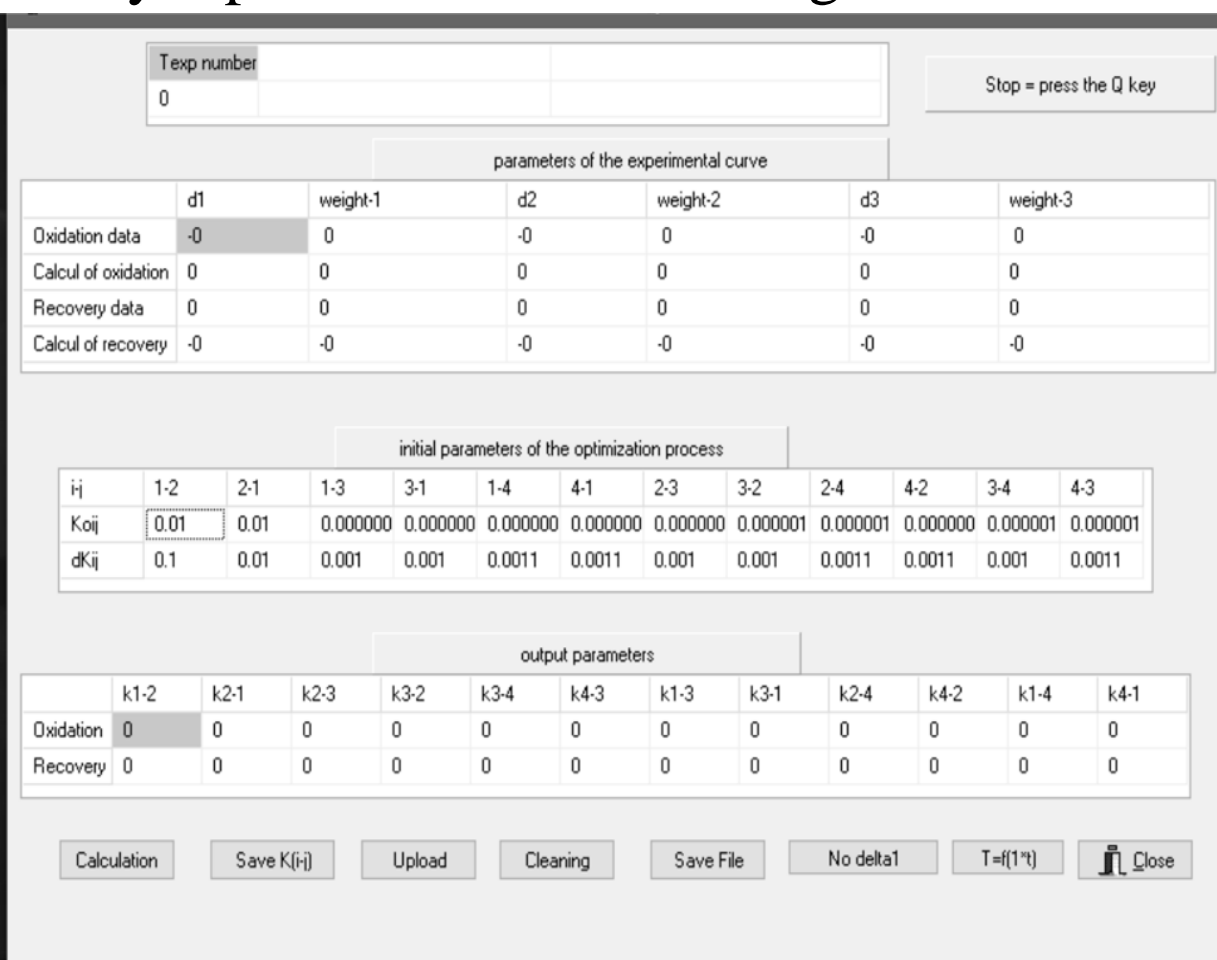 Texp number
0
Stop = press the Q key
parameters of the experimental curve
d1 weight-1 d2 weight-2 d3 weight-3
Oxidation data -0 0 -0 0 -0 0
Calcul of oxidation 0 0 0 0 0 0
Recovery data 0 0 0 0 0 0
Calcul of recovery -0 -0 -0 -0 -0 -0
initial parameters of the optimization process
i-j 1-2 2-1 1-3 3-1 1-4 4-1 2-3 3-2 2-4 4-2 3-4 4-3
Koij 0.01 0.01 0.000000 0.000000 0.000000 0.000000 0.000000 0.000001 0.000001 0.000000 0.000001 0.000001
dKij 0.1 0.01 0.001 0.001 0.0011 0.0011 0.001 0.001 0.0011 0.0011 0.001 0.0011
output parameters
k1-2 k2-1 k2-3 k3-2 k3-4 k4-3 k1-3 k3-1 k2-4 k4-2 k1-4 k4-1
Oxidation 0 0 0 0 0 0 0 0 0 0 0 0
Recovery 0 0 0 0 0 0 0 0 0 0 0 0
Calculation Save K(i-j) Upload Cleaning Save File No delta1 T=f(1*t) Close